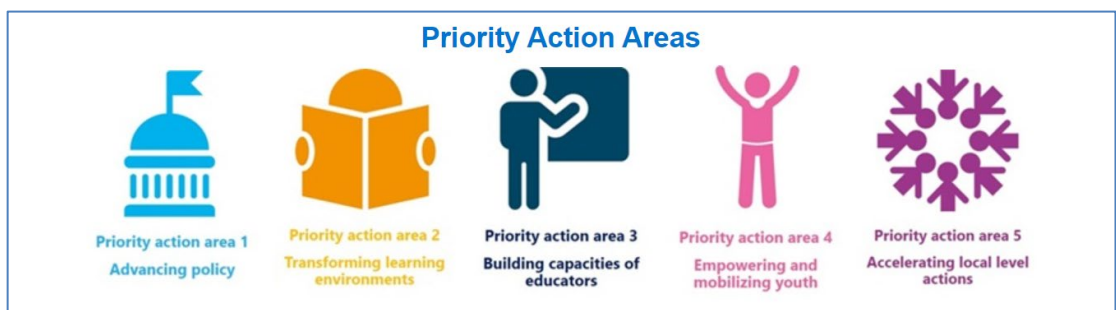 Priority Action Areas
Priority action area 1
Advancing policy
Priority action area 2
Transforming learning
environments
Priority action area 3
Building capacities of
educators
Priority action area 4
Empowering and
mobilizing youth
Priority action area 5
Accelerating local level
actions